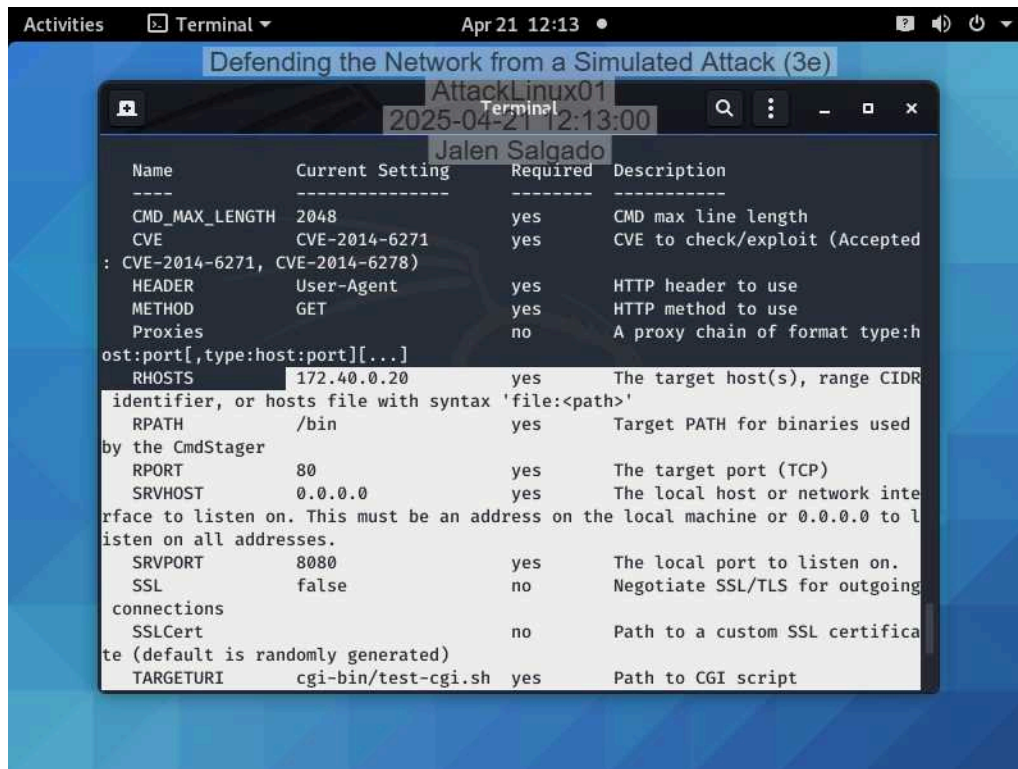 Activities Terminal Apr 21 12:13
Defending the Network from a Simulated Attack (3e)
AttackLinux01
Terminal
2025-04-21 12:13:00
Jalen Salgado
Name Current Setting Required Description
---- --------------- -------- -----------
CMD_MAX_LENGTH 2048 yes CMD max line length
CVE CVE-2014-6271 yes CVE to check/exploit (Accepted
: CVE-2014-6271, CVE-2014-6278)
HEADER User-Agent yes HTTP header to use
METHOD GET yes HTTP method to use
Proxies no A proxy chain of format type:h
ost:port[,type:host:port][...]
RHOSTS 172.40.0.20 yes The target host(s), range CIDR
identifier, or hosts file with syntax 'file:<path>'
RPATH /bin yes Target PATH for binaries used
by the CmdStager
RPORT 80 yes The target port (TCP)
SRVHOST 0.0.0.0 yes The local host or network inte
rface to listen on. This must be an address on the local machine or 0.0.0.0 to l
isten on all addresses.
SRVPORT 8080 yes The local port to listen on.
SSL false no Negotiate SSL/TLS for outgoing
connections
SSLCert no Path to a custom SSL certifica
te (default is randomly generated)
TARGETURI cgi-bin/test-cgi.sh yes Path to CGI script